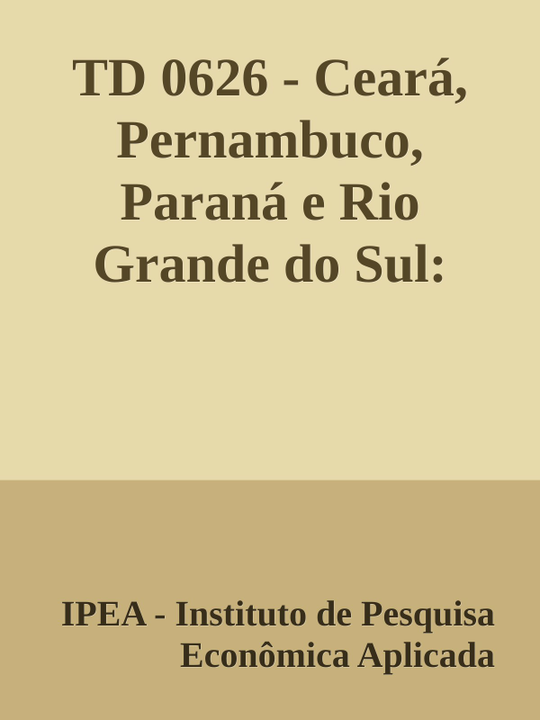 TD 0626 - Ceará,
Pernambuco,
Paraná e Rio
Grande do Sul:
IPEA - Instituto de Pesquisa
Econômica Aplicada